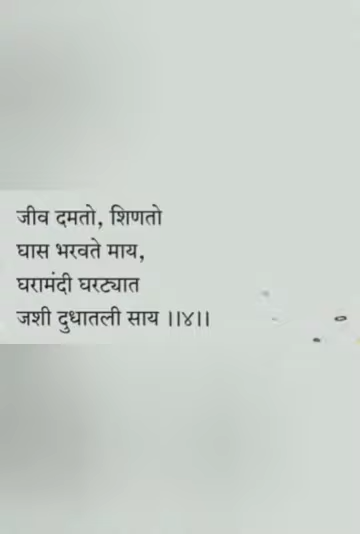 जीव दमतो, शिणतो
घास भरवते माय,
घरामंदी घरट्यात
जशी दुधातली साय ।।४।।